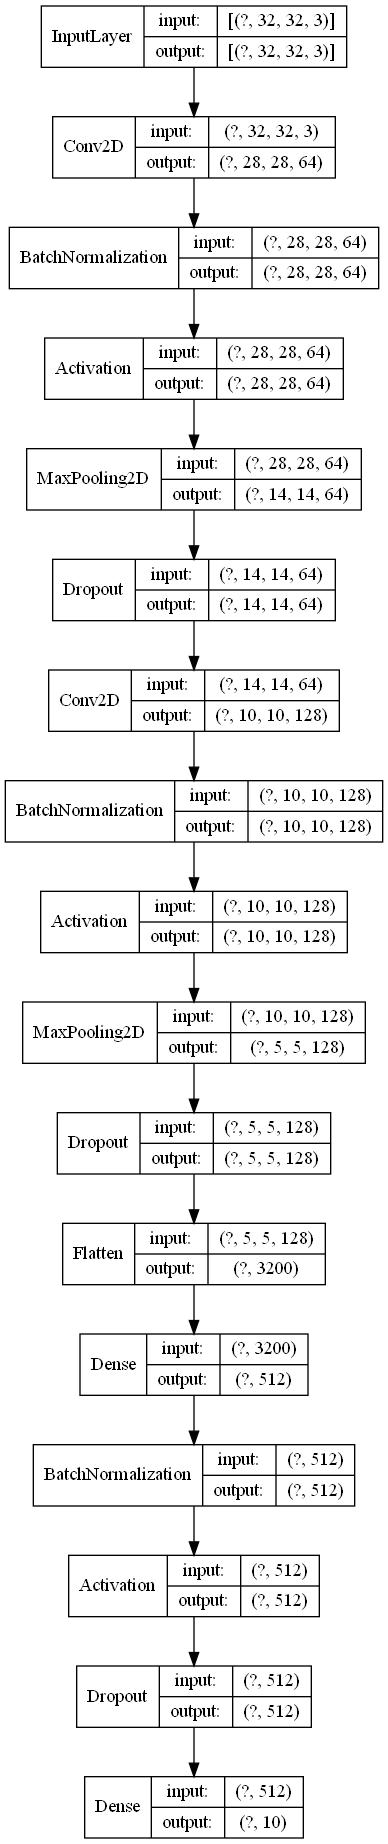 InputLayer
input: [(?, 32, 32, 3)]
output: [(?, 32, 32, 3)]
Conv2D
input: (?, 32, 32, 3)
output: (?, 28, 28, 64)
BatchNormalization
input: (?, 28, 28, 64)
output: (?, 28, 28, 64)
Activation
input: (?, 28, 28, 64)
output: (?, 28, 28, 64)
MaxPooling2D
input: (?, 28, 28, 64)
output: (?, 14, 14, 64)
Dropout
input: (?, 14, 14, 64)
output: (?, 14, 14, 64)
Conv2D
input: (?, 14, 14, 64)
output: (?, 10, 10, 128)
BatchNormalization
input: (?, 10, 10, 128)
output: (?, 10, 10, 128)
Activation
input: (?, 10, 10, 128)
output: (?, 10, 10, 128)
MaxPooling2D
input: (?, 10, 10, 128)
output: (?, 5, 5, 128)
Dropout
input: (?, 5, 5, 128)
output: (?, 5, 5, 128)
Flatten
input: (?, 5, 5, 128)
output: (?, 3200)
Dense
input: (?, 3200)
output: (?, 512)
BatchNormalization
input: (?, 512)
output: (?, 512)
Activation
input: (?, 512)
output: (?, 512)
Dropout
input: (?, 512)
output: (?, 512)
Dense
input: (?, 512)
output: (?, 10)